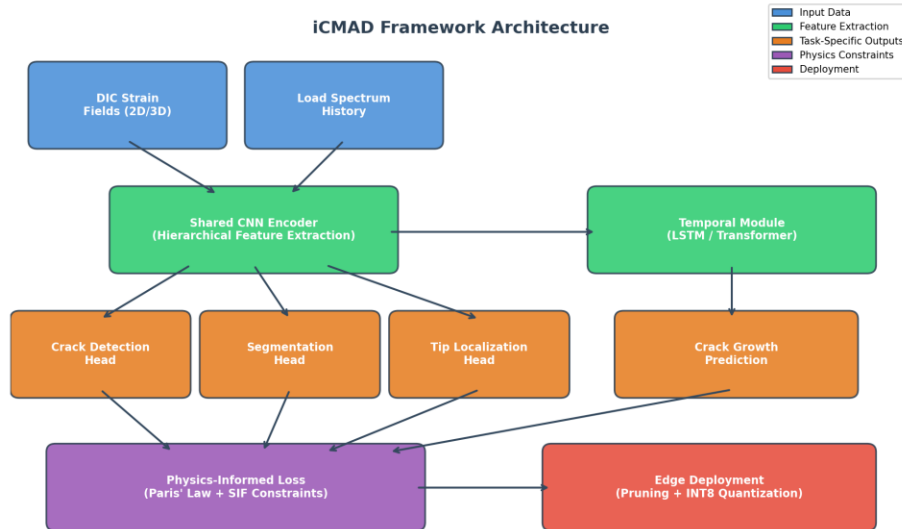 iCMAD Framework Architecture
Input Data
Feature Extraction
Task-Specific Outputs
Physics Constraints
Deployment
DIC Strain
Fields (2D/3D)
Load Spectrum
History
Shared CNN Encoder
(Hierarchical Feature Extraction)
Temporal Module
(LSTM / Transformer)
Crack Detection
Head
Segmentation
Head
Tip Localization
Head
Crack Growth
Prediction
Physics-Informed Loss
(Paris' Law + SIF Constraints)
Edge Deployment
(Pruning + INT8 Quantization)